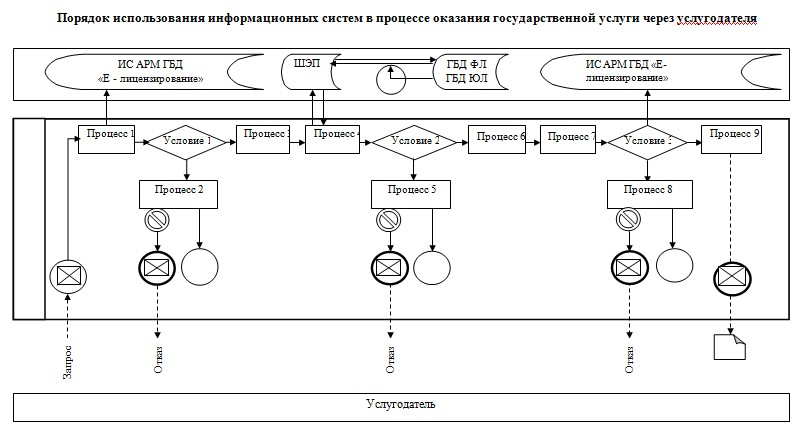 Порядок использования информационных систем в процессе оказания государственной услуги через услугодателя
ИС АРМ ГБД
«Е - лицензирование»
ШЭП
ГБД ФЛ
ГБД ЮЛ
ИС АРМ ГБД «Е-
лицензирование»
Процесс 1
Условие 1
Процесс 3
Процесс 4
Условие 2
Процесс 6
Процесс 7
Условие 3
Процесс 9
Процесс 2
Процесс 5
Процесс 8
Запрос
Отказ
Отказ
Отказ
Услугодатель